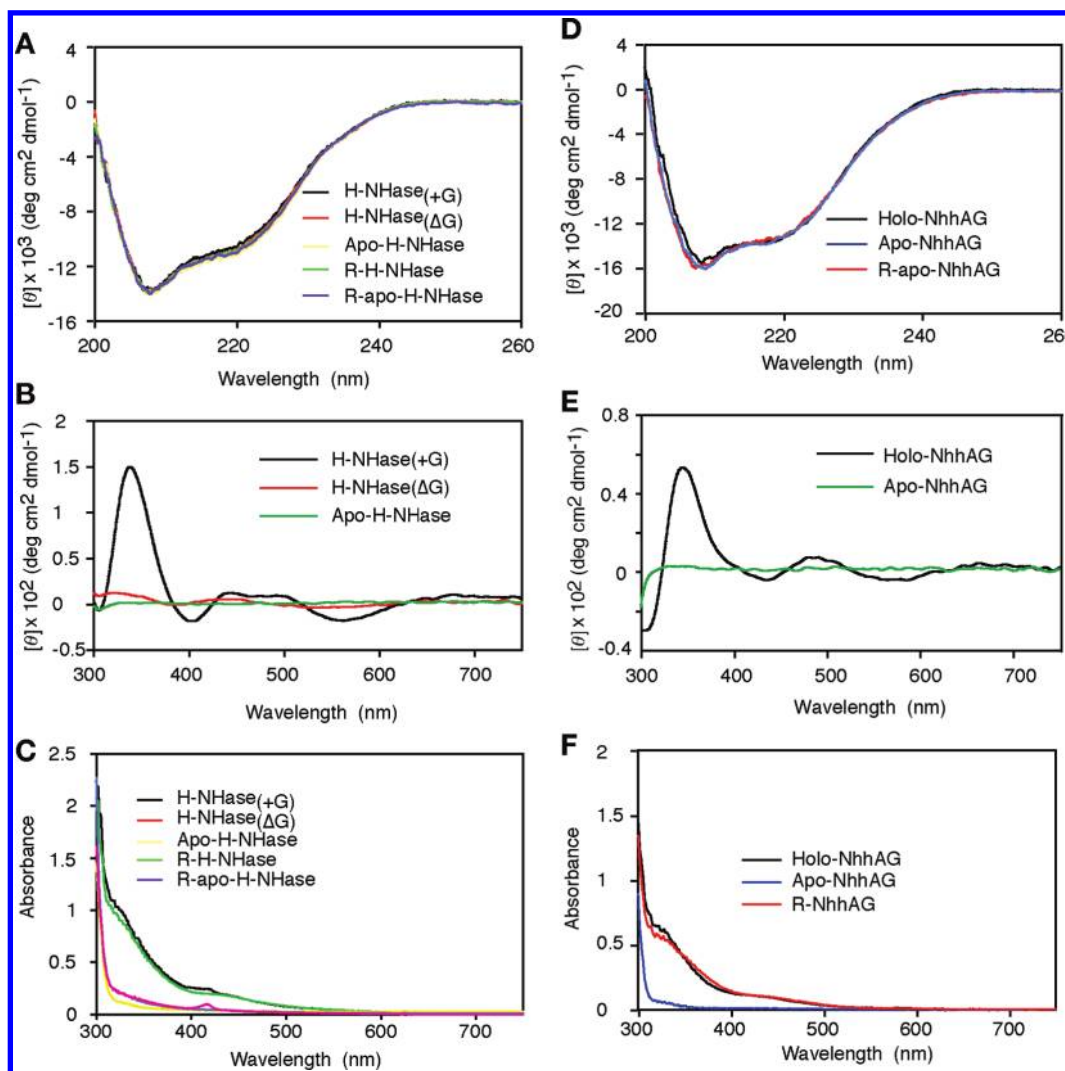 A
[θ] x 10³ (deg cm2 dmol-1)
4
0
-4
-8
-12
-16
200
220
240
260
Wavelength (nm)
H-NHase(+G)
H-NHase(ΔG)
Apo-H-NHase
R-H-NHase
R-apo-H-NHase
D
[θ] x 10³ (deg cm2 dmol-1)
4
0
-4
-8
-12
-16
-20
200
220
240
260
Wavelength (nm)
Holo-NhhAG
Apo-NhhAG
R-apo-NhhAG
B
[θ] x 10² (deg cm2 dmol-1)
2
1.5
1
0.5
0
-0.5
300
400
500
600
700
Wavelength (nm)
H-NHase(+G)
H-NHase(ΔG)
Apo-H-NHase
E
[θ] x 10² (deg cm2 dmol-1)
0.8
0.4
0
-0.4
300
400
500
600
700
Wavelength (nm)
Holo-NhhAG
Apo-NhhAG
C
Absorbance
2.5
2
1.5
1
0.5
0
300
400
500
600
700
Wavelength (nm)
H-NHase(+G)
H-NHase(ΔG)
Apo-H-NHase
R-H-NHase
R-apo-H-NHase
F
Absorbance
2
1.5
1
0.5
0
300
400
500
600
700
Wavelength (nm)
Holo-NhhAG
Apo-NhhAG
R-NhhAG